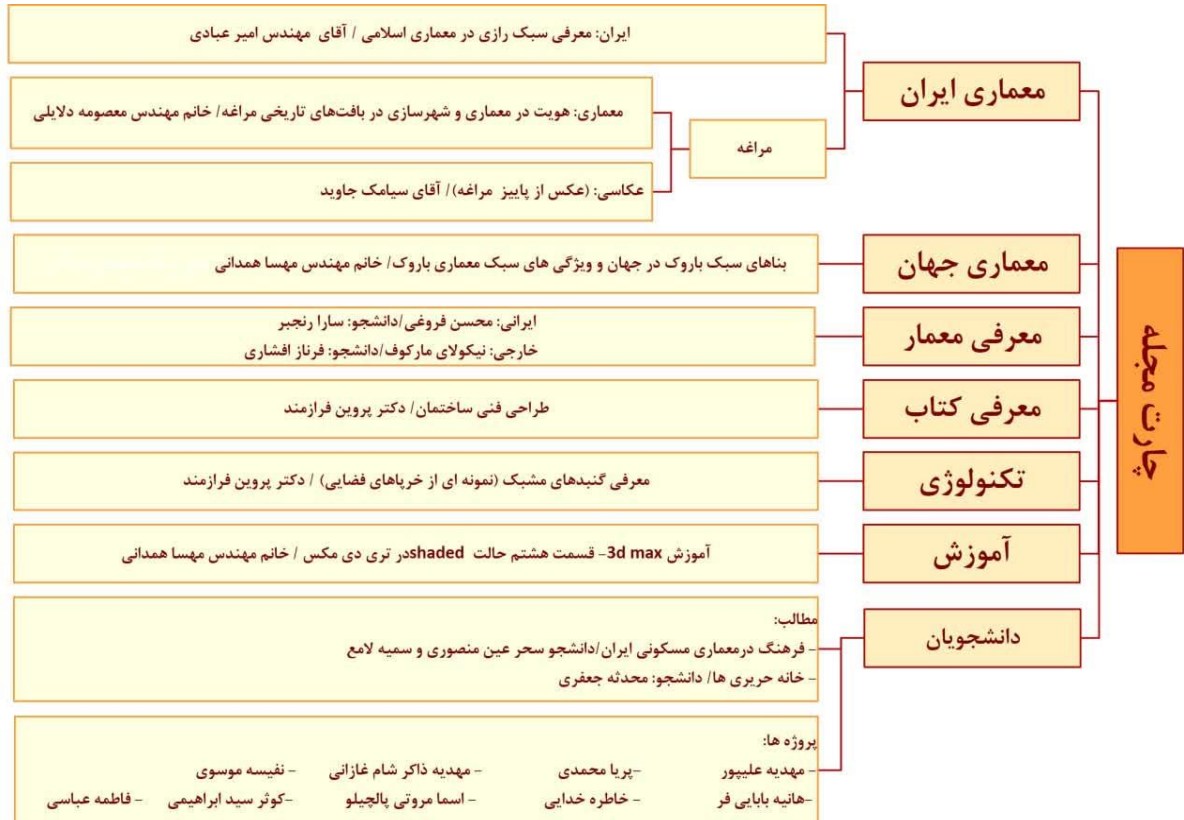 چارت مجله
معماری ایران
ایران: معرفی سبک رازی در معماری اسلامی / آقای مهندس امیر عبادی
مراغه
معماری: هویت در معماری و شهرسازی در بافت‌های تاریخی مراغه/ خانم مهندس معصومه دلایلی
عکاسی: (عکس از پاییز مراغه)/ آقای سیامک جاوید
معماری جهان
بناهای سبک باروک در جهان و ویژگی های سبک معماری باروک/ خانم مهندس مهسا همدانی
معرفی معمار
ایرانی: محسن فروغی/دانشجو: سارا رنجبر
خارجی: نیکولای مارکوف/دانشجو: فرناز افشاری
معرفی کتاب
طراحی فنی ساختمان/ دکتر پروین فرازمند
تکنولوژی
معرفی گنبدهای مشبک (نمونه ای از خرپاهای فضایی) / دکتر پروین فرازمند
آموزش
آموزش 3d max- قسمت هشتم حالت shadedدر تری دی مکس / خانم مهندس مهسا همدانی
دانشجویان
مطالب:
- فرهنگ درمعماری مسکونی ایران/دانشجو سحر عین منصوری و سمیه لامع
- خانه حریری ها/ دانشجو: محدثه جعفری
پروژه ها:
- مهدیه علیپور -پریا محمدی - مهدیه ذاکر شام غازانی - نفیسه موسوی
-هانیه بابایی فر - خاطره خدایی - اسما مروتی پالچیلو -کوثر سید ابراهیمی - فاطمه عباسی